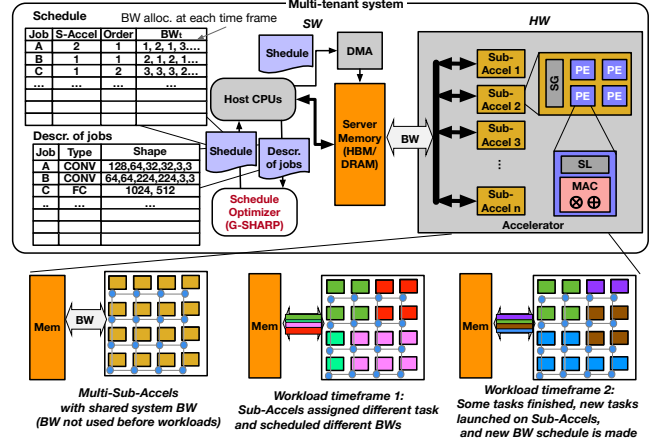 Multi-tenant system
Schedule
BW alloc. at each time frame
SW
HW
Job S-Accel Order BWt
A 2 1 1, 2, 1, 3....
B 1 1 2, 1, 2, 1...
C 1 2 3, 3, 3, 2...
... ... ... ...
Shedule
DMA
Host CPUs
Server
Memory
(HBM/
DRAM)
BW
Sub-
Accel 1
Sub-
Accel 2
Sub-
Accel 3
...
Sub-
Accel n
SG
PE PE
PE PE
SL
MAC
Accelerator
Descr. of jobs
Job Type Shape
A CONV 128,64,32,32,3,3
B CONV 64,64,224,224,3,3
C FC 1024, 512
.. ... ...
Shedule
Descr.
of jobs
Schedule
Optimizer
(G-SHARP)
Mem
BW
Mem
Mem
Multi-Sub-Accels
with shared system BW
(BW not used before workloads)
Workload timeframe 1:
Sub-Accels assigned different task
and scheduled different BWs
Workload timeframe 2:
Some tasks finished, new tasks
launched on Sub-Accels,
and new BW schedule is made